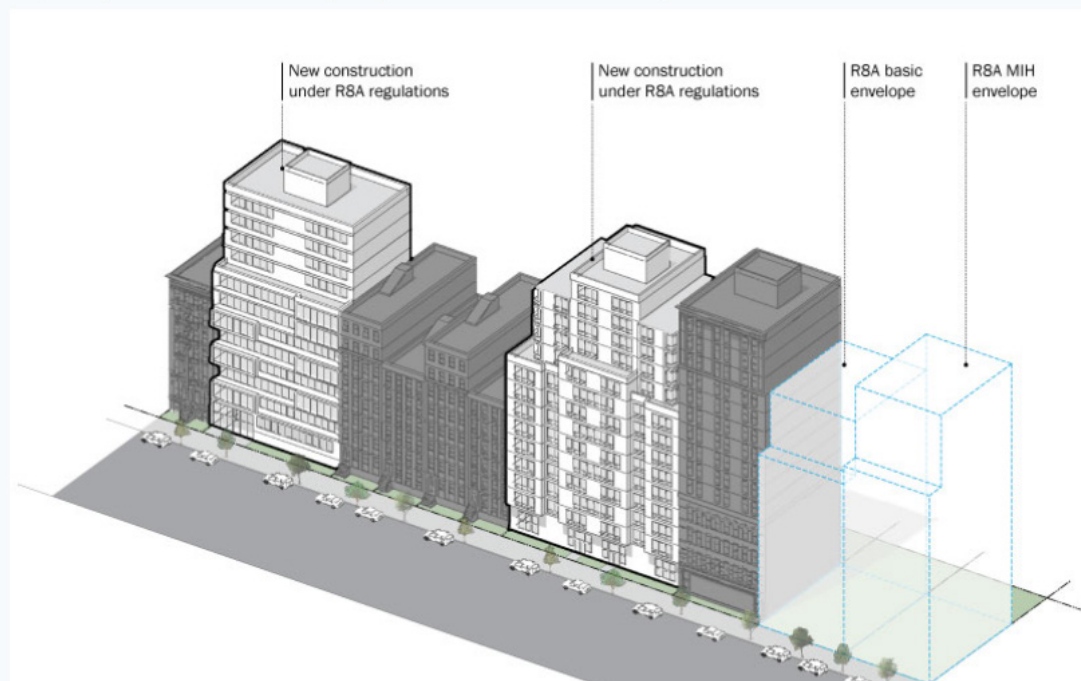 New construction
under R8A regulations
New construction
under R8A regulations
R8A basic
envelope
R8A MIH
envelope